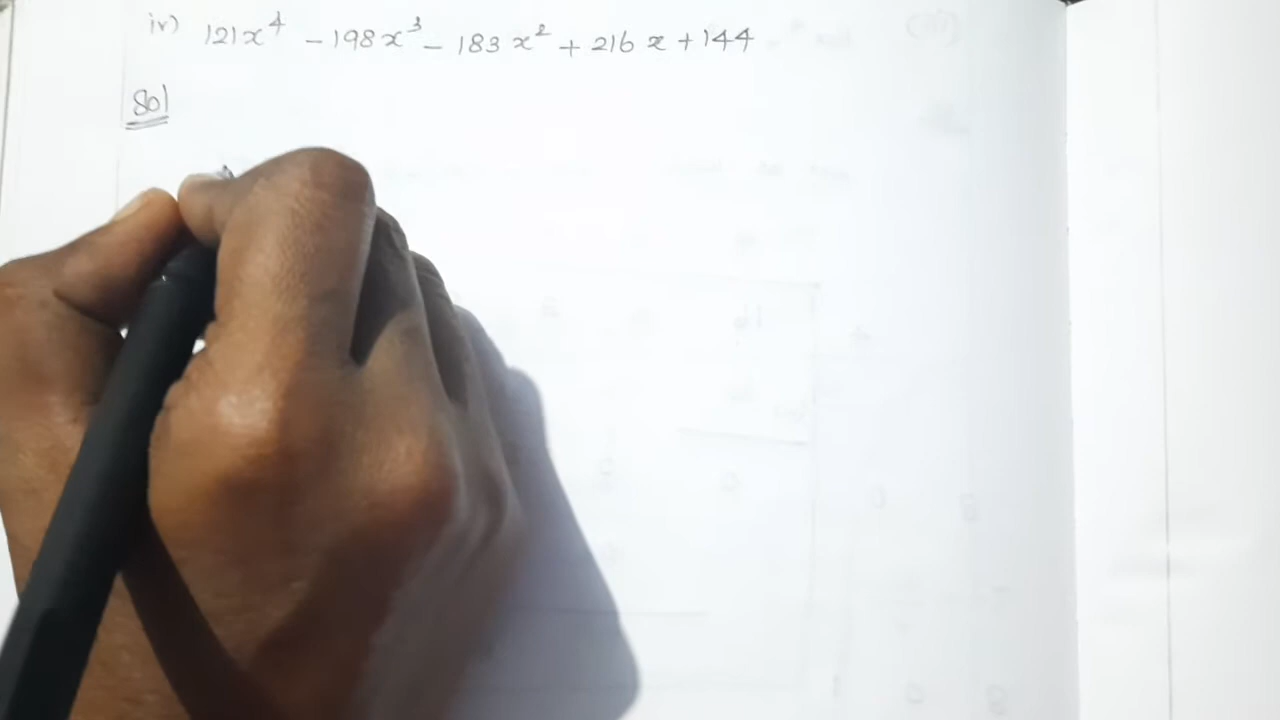 iv) 121x⁴ - 198x³ - 183x² + 216x + 144
Sol